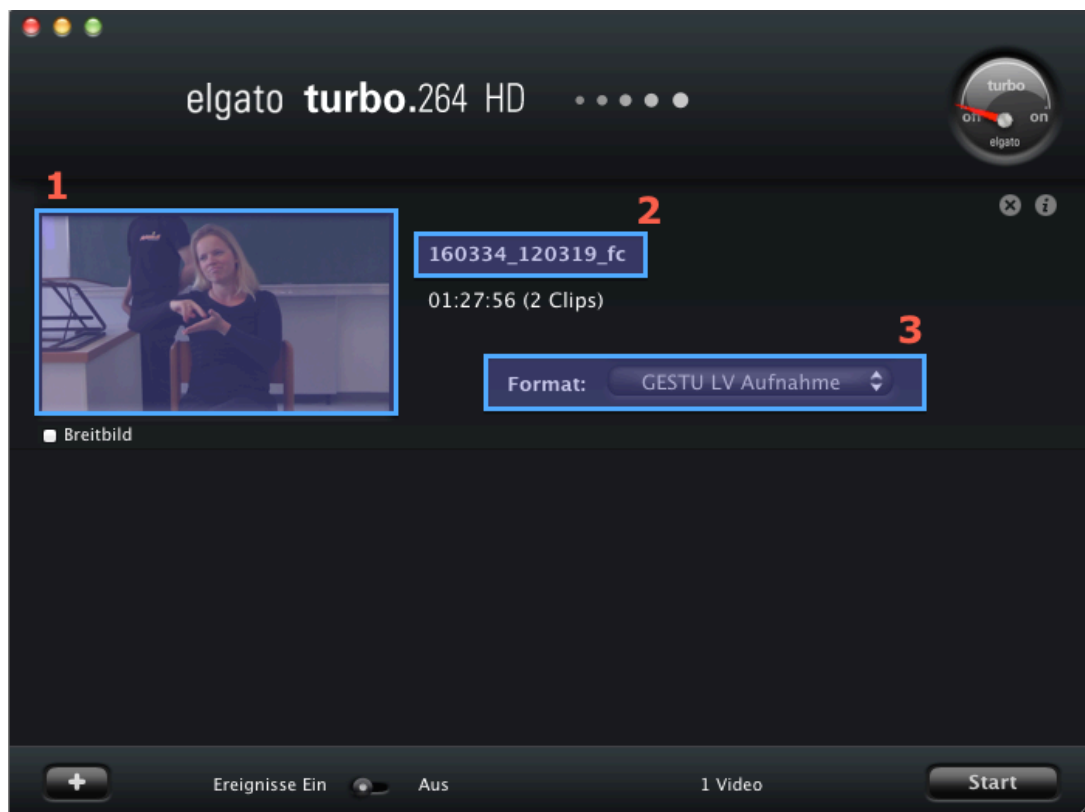 elgato turbo.264 HD
turbo
off on
elgato
1
2
160334_120319_fc
01:27:56 (2 Clips)
3
Format: GESTU LV Aufnahme
Breitbild
Ereignisse Ein Aus 1 Video Start